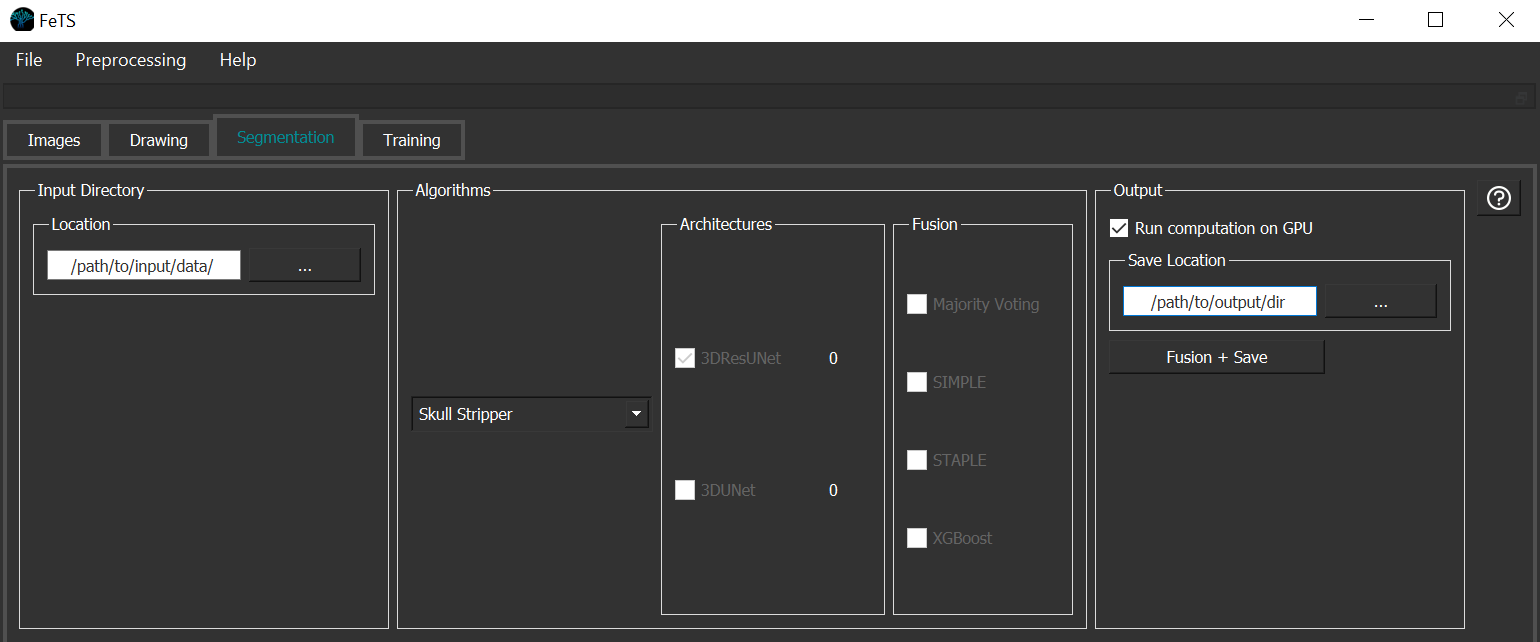 FeTS
File Preprocessing Help
Images Drawing Segmentation Training
Input Directory
Location
/path/to/input/data/ ...
Algorithms
Skull Stripper
Architectures
3DResUNet 0
3DUNet 0
Fusion
Majority Voting
SIMPLE
STAPLE
XGBoost
Output
Run computation on GPU
Save Location
/path/to/output/dir ...
Fusion + Save
?